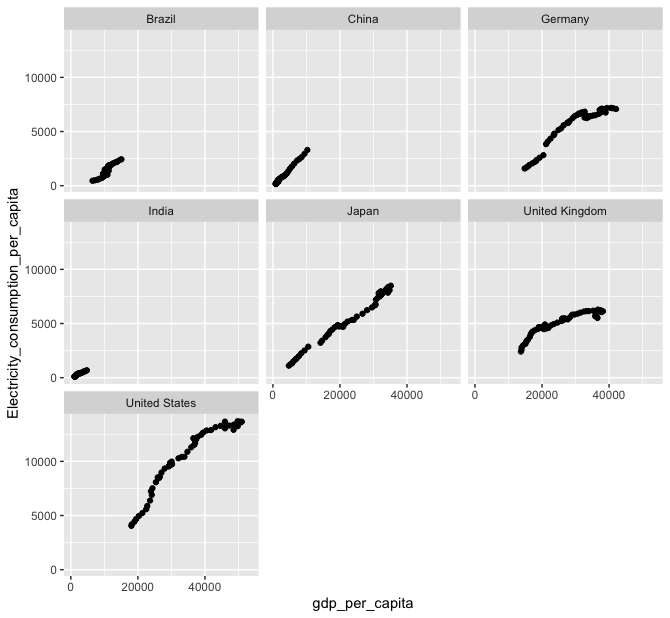 Brazil China Germany
10000
5000
0
India Japan United Kingdom
10000
5000
0
0 20000 40000 0 20000 40000
United States
10000
5000
0
0 20000 40000
gdp_per_capita
Electricity_consumption_per_capita